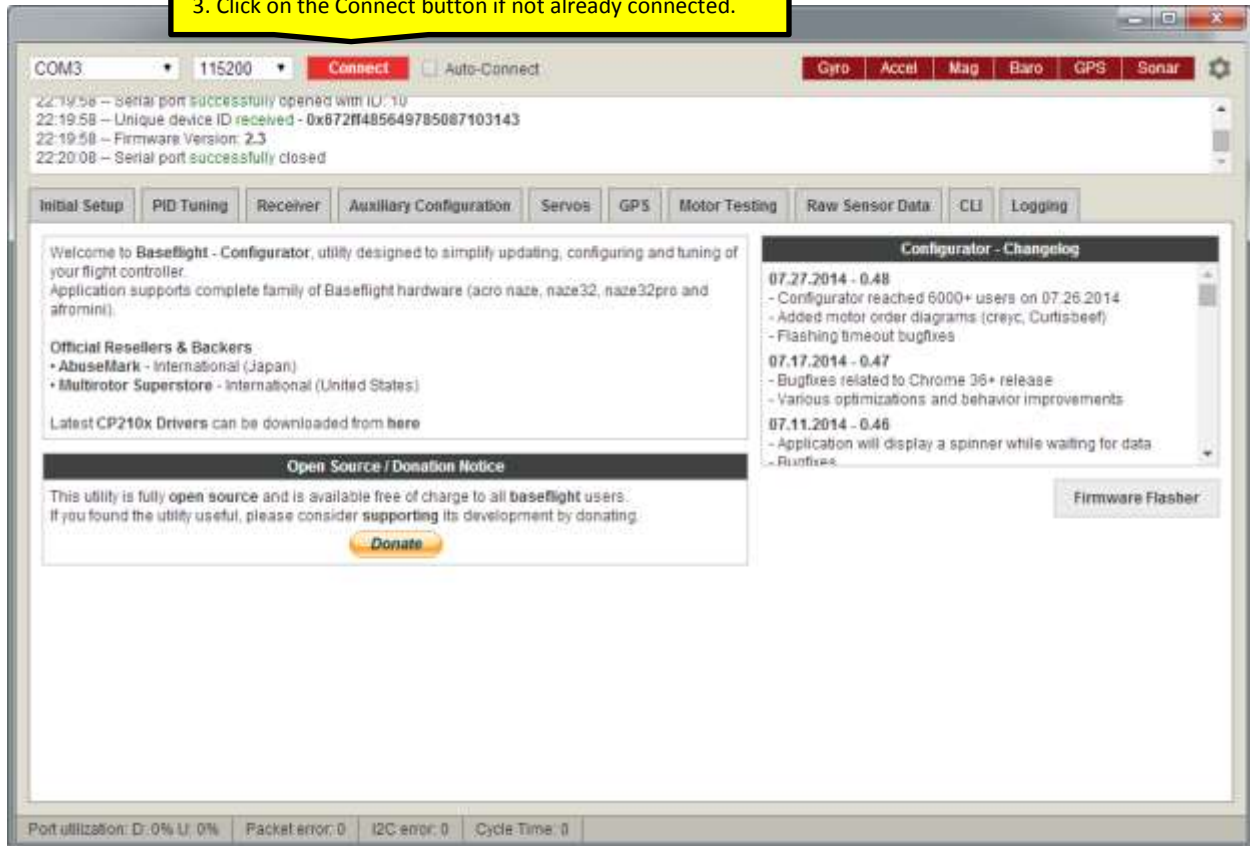 3. Click on the Connect button if not already connected.
COM3 115200 Connect Auto-Connect Gyro Accel Mag Baro GPS Sonar
22:19:58 -- Serial port successfully opened with ID: 10
22:19:58 -- Unique device ID received - 0x672ff485649785087103143
22:19:58 -- Firmware Version: 2.3
22:20:08 -- Serial port successfully closed
Initial Setup PID Tuning Receiver Auxiliary Configuration Servos GPS Motor Testing Raw Sensor Data CLI Logging
Welcome to Baseflight - Configurator, utility designed to simplify updating, configuring and tuning of
your flight controller.
Application supports complete family of Baseflight hardware (acro naze, naze32, naze32pro and
afromini).
Official Resellers & Backers
• AbuseMark - International (Japan)
• Multirotor Superstore - International (United States)
Latest CP210x Drivers can be downloaded from here
Open Source / Donation Notice
This utility is fully open source and is available free of charge to all baseflight users.
If you found the utility useful, please consider supporting its development by donating.
Donate
Configurator - Changelog
07.27.2014 - 0.48
- Configurator reached 6000+ users on 07.26.2014
- Added motor order diagrams (creyc, Curtisbeef)
- Flashing timeout bugfixes
07.17.2014 - 0.47
- Bugfixes related to Chrome 36+ release
- Various optimizations and behavior improvements
07.11.2014 - 0.46
- Application will display a spinner while waiting for data
- Bugfixes
Firmware Flasher
Port utilization: D: 0% U: 0% Packet error: 0 I2C error: 0 Cycle Time: 0